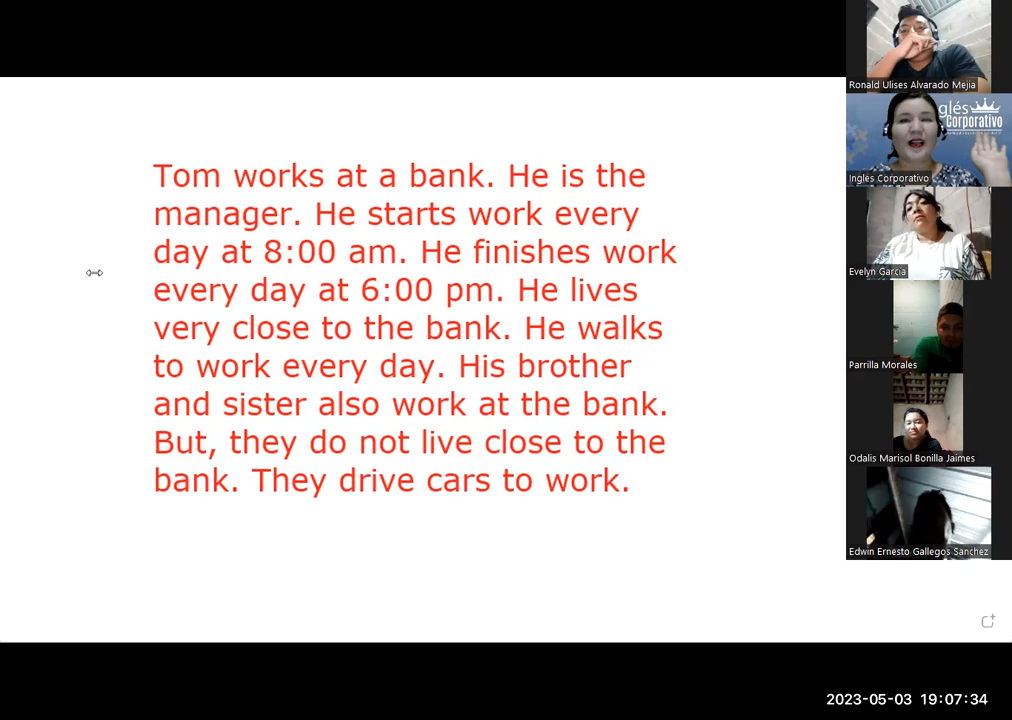 Tom works at a bank. He is the
manager. He starts work every
day at 8:00 am. He finishes work
every day at 6:00 pm. He lives
very close to the bank. He walks
to work every day. His brother
and sister also work at the bank.
But, they do not live close to the
bank. They drive cars to work.
Ronald Ulises Alvarado Mejia
glés
Corporativo
Ingles Corporativo
Evelyn Garcia
Parrilla Morales
Odalis Marisol Bonilla Jaimes
Edwin Ernesto Gallegos Sanchez
2023-05-03 19:07:34